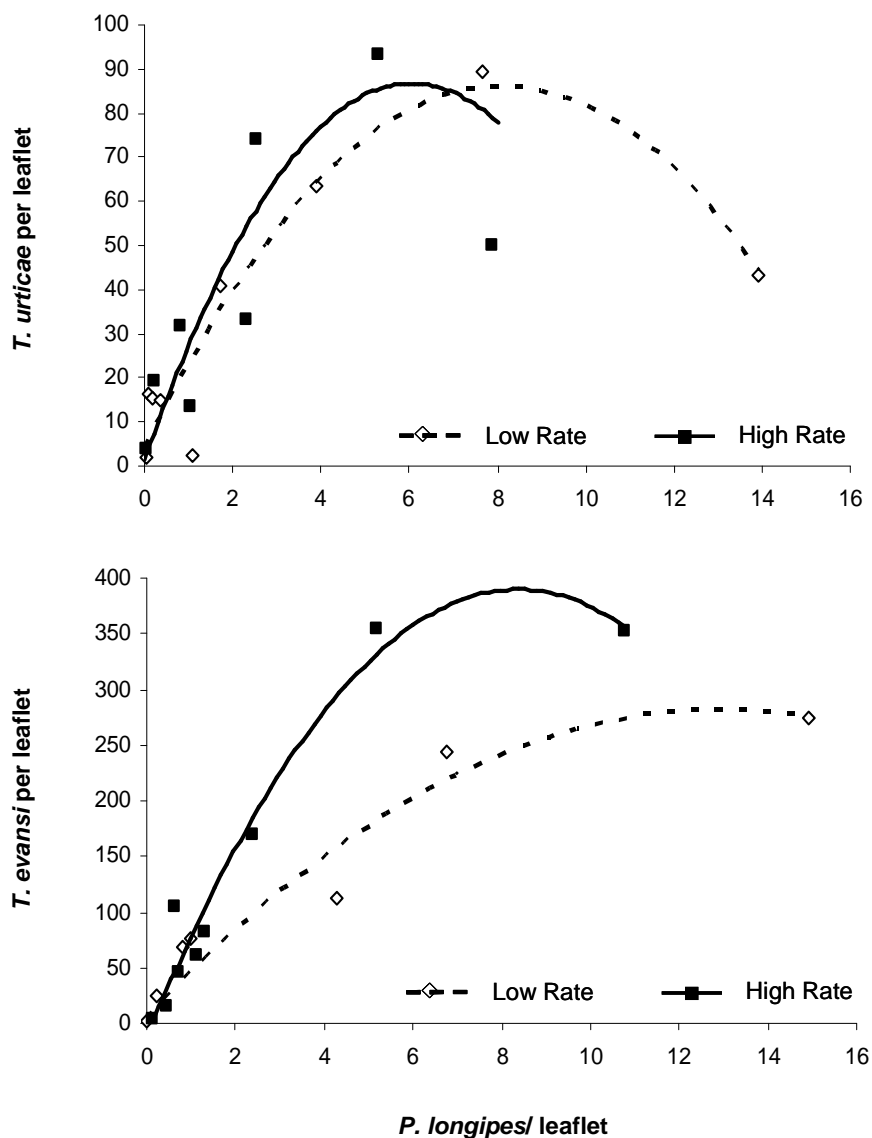 T. urticae per leaflet
100
90
80
70
60
50
40
30
20
10
0
Low Rate High Rate
0 2 4 6 8 10 12 14 16
T. evansi per leaflet
400
350
300
250
200
150
100
50
0
Low Rate High Rate
0 2 4 6 8 10 12 14 16
P. longipes/ leaflet